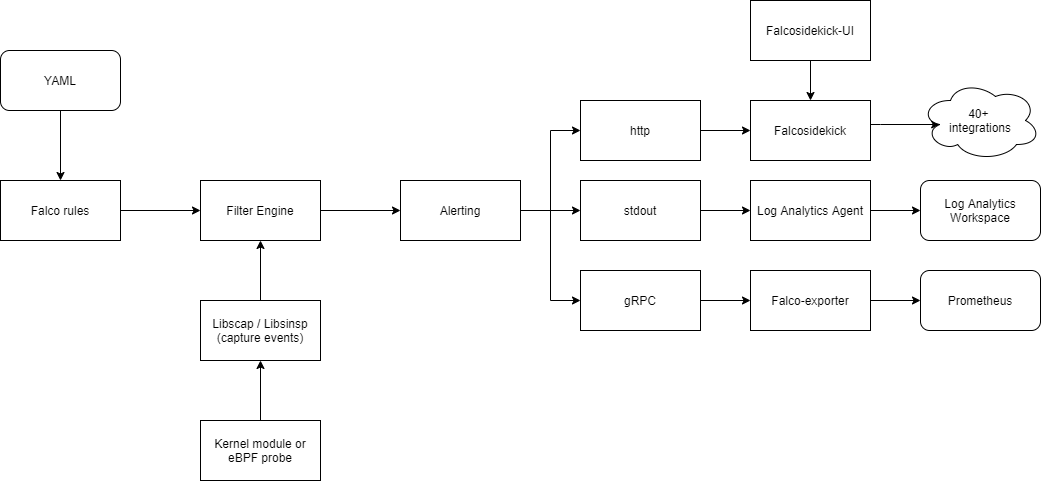 Falcosidekick-UI
YAML
http
Falcosidekick
40+
integrations
Falco rules
Filter Engine
Alerting
stdout
Log Analytics Agent
Log Analytics
Workspace
gRPC
Falco-exporter
Prometheus
Libscap / Libsinsp
(capture events)
Kernel module or
eBPF probe